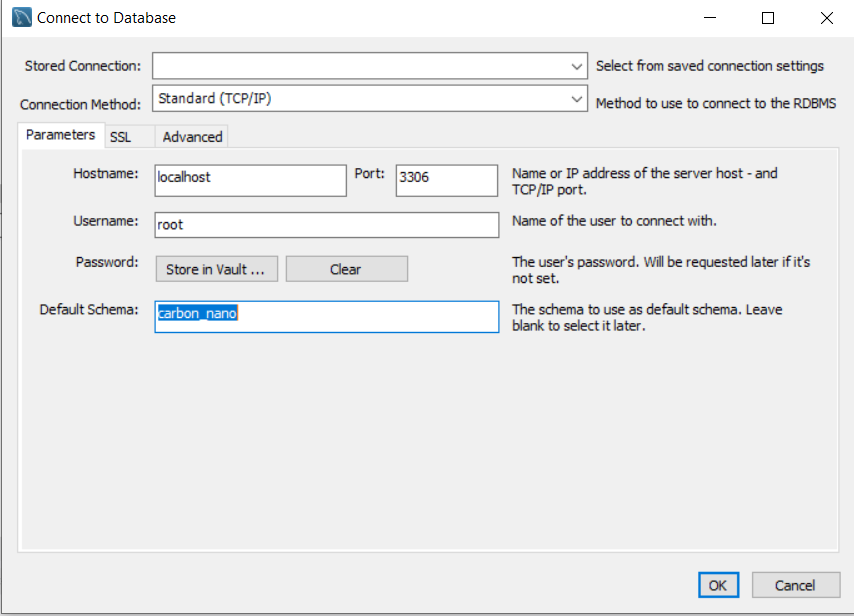 Connect to Database
Stored Connection:
Select from saved connection settings
Connection Method: Standard (TCP/IP)
Method to use to connect to the RDBMS
Parameters SSL Advanced
Hostname: localhost Port: 3306
Name or IP address of the server host - and
TCP/IP port.
Username: root
Name of the user to connect with.
Password: Store in Vault ... Clear
The user's password. Will be requested later if it's
not set.
Default Schema: carbon_nano
The schema to use as default schema. Leave
blank to select it later.
OK Cancel